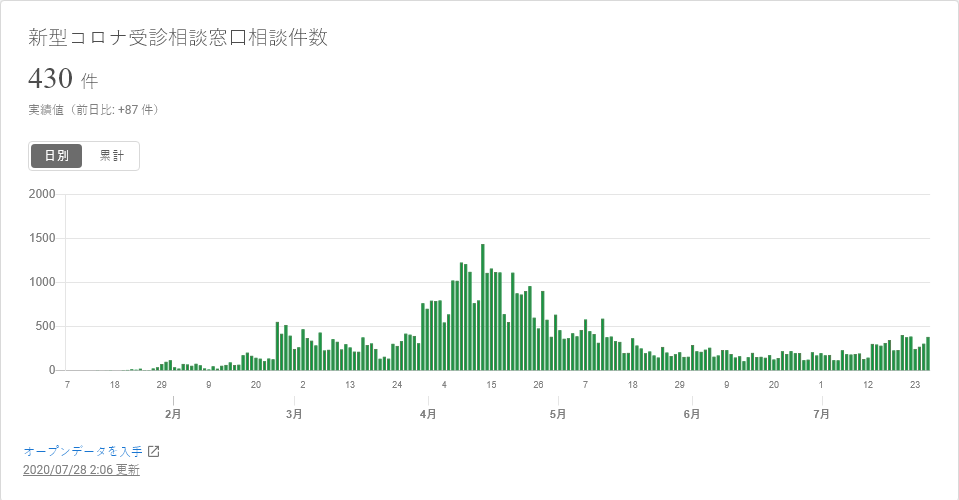 新型コロナ受診相談窓口相談件数
430 件
実績値（前日比: +87 件）
日別 累計
2000
1500
1000
500
0
7 18 29 9 20 2 13 24 4 15 26 7 18 29 9 20 1 12 23
2月 3月 4月 5月 6月 7月
オープンデータを入手
2020/07/28 2:06 更新